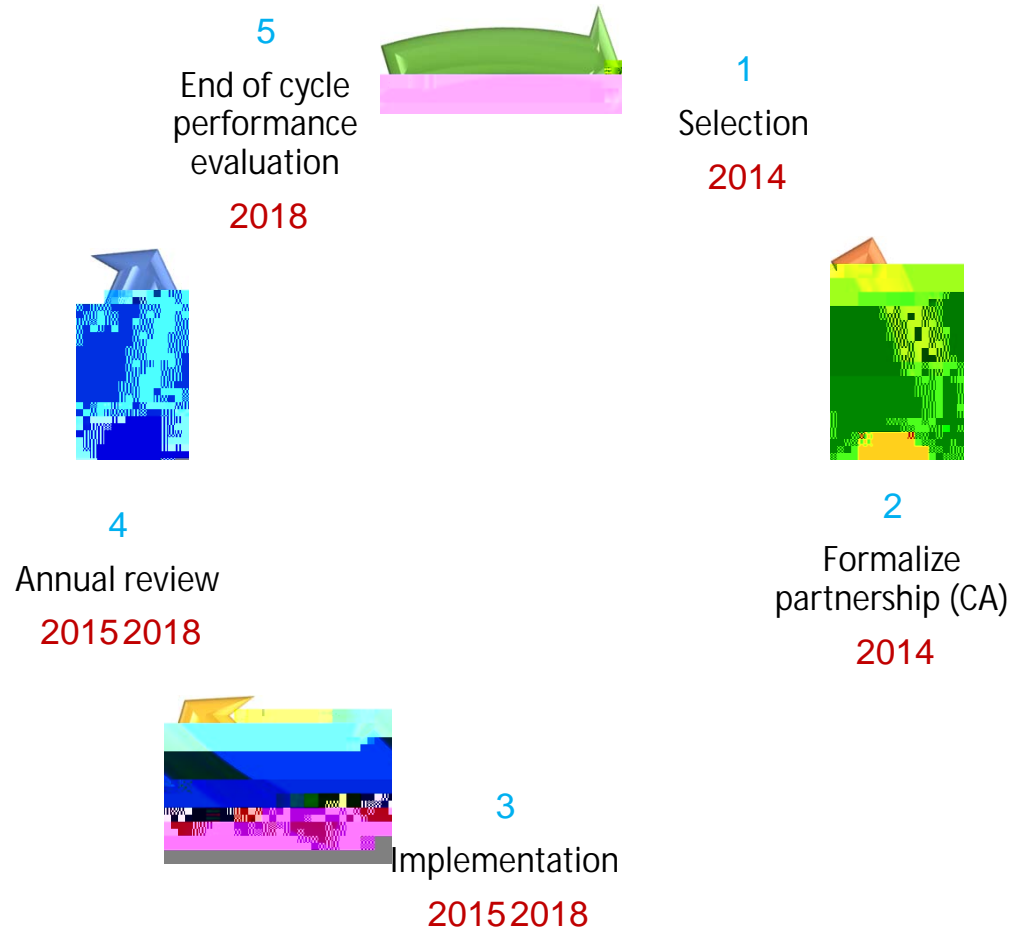 5
End of cycle
performance
evaluation
2018
1
Selection
2014
2
Formalize
partnership (CA)
2014
3
Implementation
2015 2018
4
Annual review
2015 2018